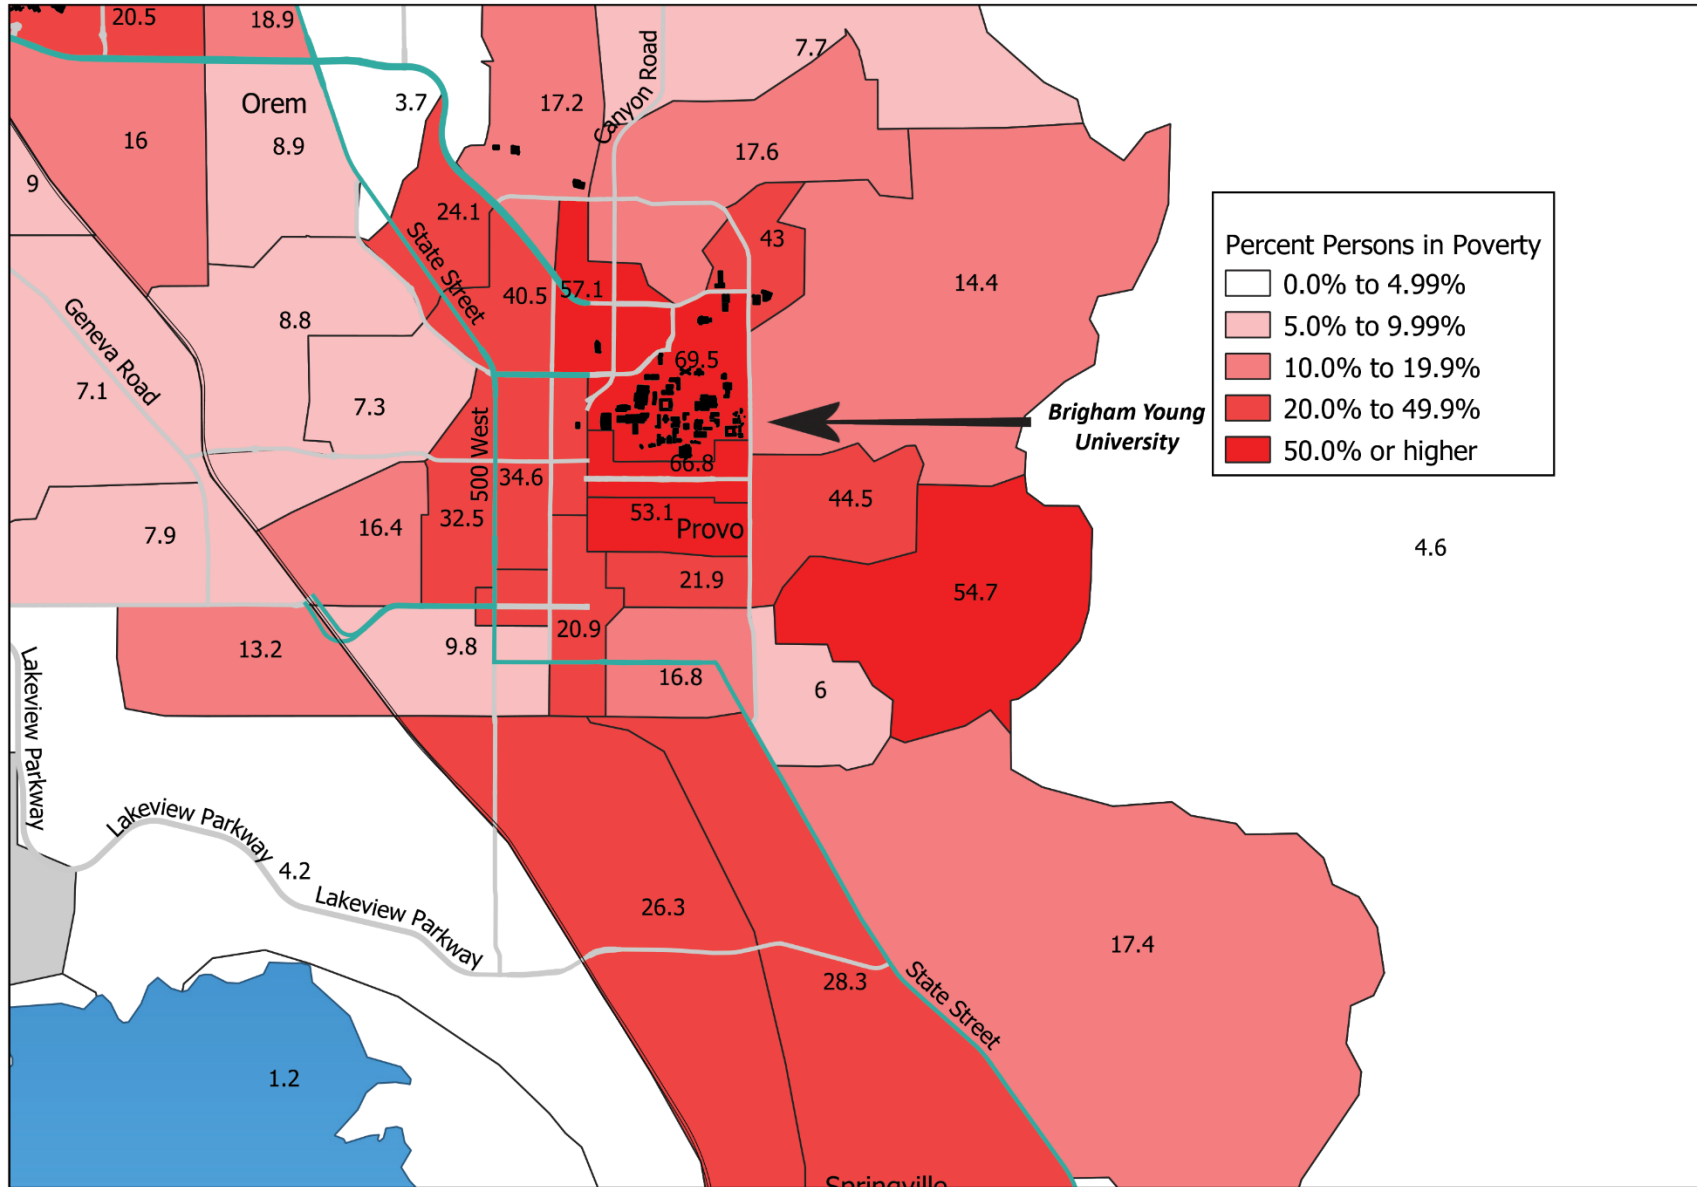 20.5
18.9
7.7
Orem
3.7
17.2
Canyon Road
16
8.9
17.6
9
24.1
State Street
43
Percent Persons in Poverty
0.0% to 4.99%
5.0% to 9.99%
10.0% to 19.9%
20.0% to 49.9%
50.0% or higher
40.5
57.1
14.4
Geneva Road
8.8
69.5
7.1
7.3
Brigham Young
University
500 West
34.6
66.8
44.5
7.9
16.4
32.5
53.1
Provo
4.6
21.9
54.7
13.2
9.8
20.9
16.8
6
Lakeview Parkway
Lakeview Parkway
4.2
Lakeview Parkway
26.3
17.4
28.3
State Street
1.2
Springville